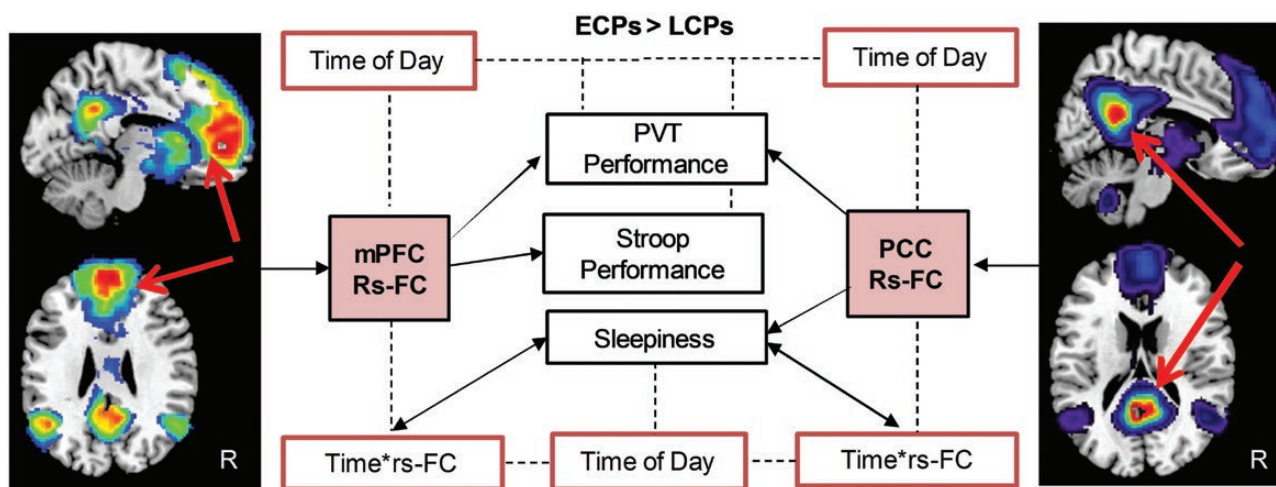 ECPs > LCPs
Time of Day
Time of Day
PVT
Performance
mPFC
Rs-FC
Stroop
Performance
PCC
Rs-FC
Sleepiness
R
Time*rs-FC
Time of Day
Time*rs-FC
R